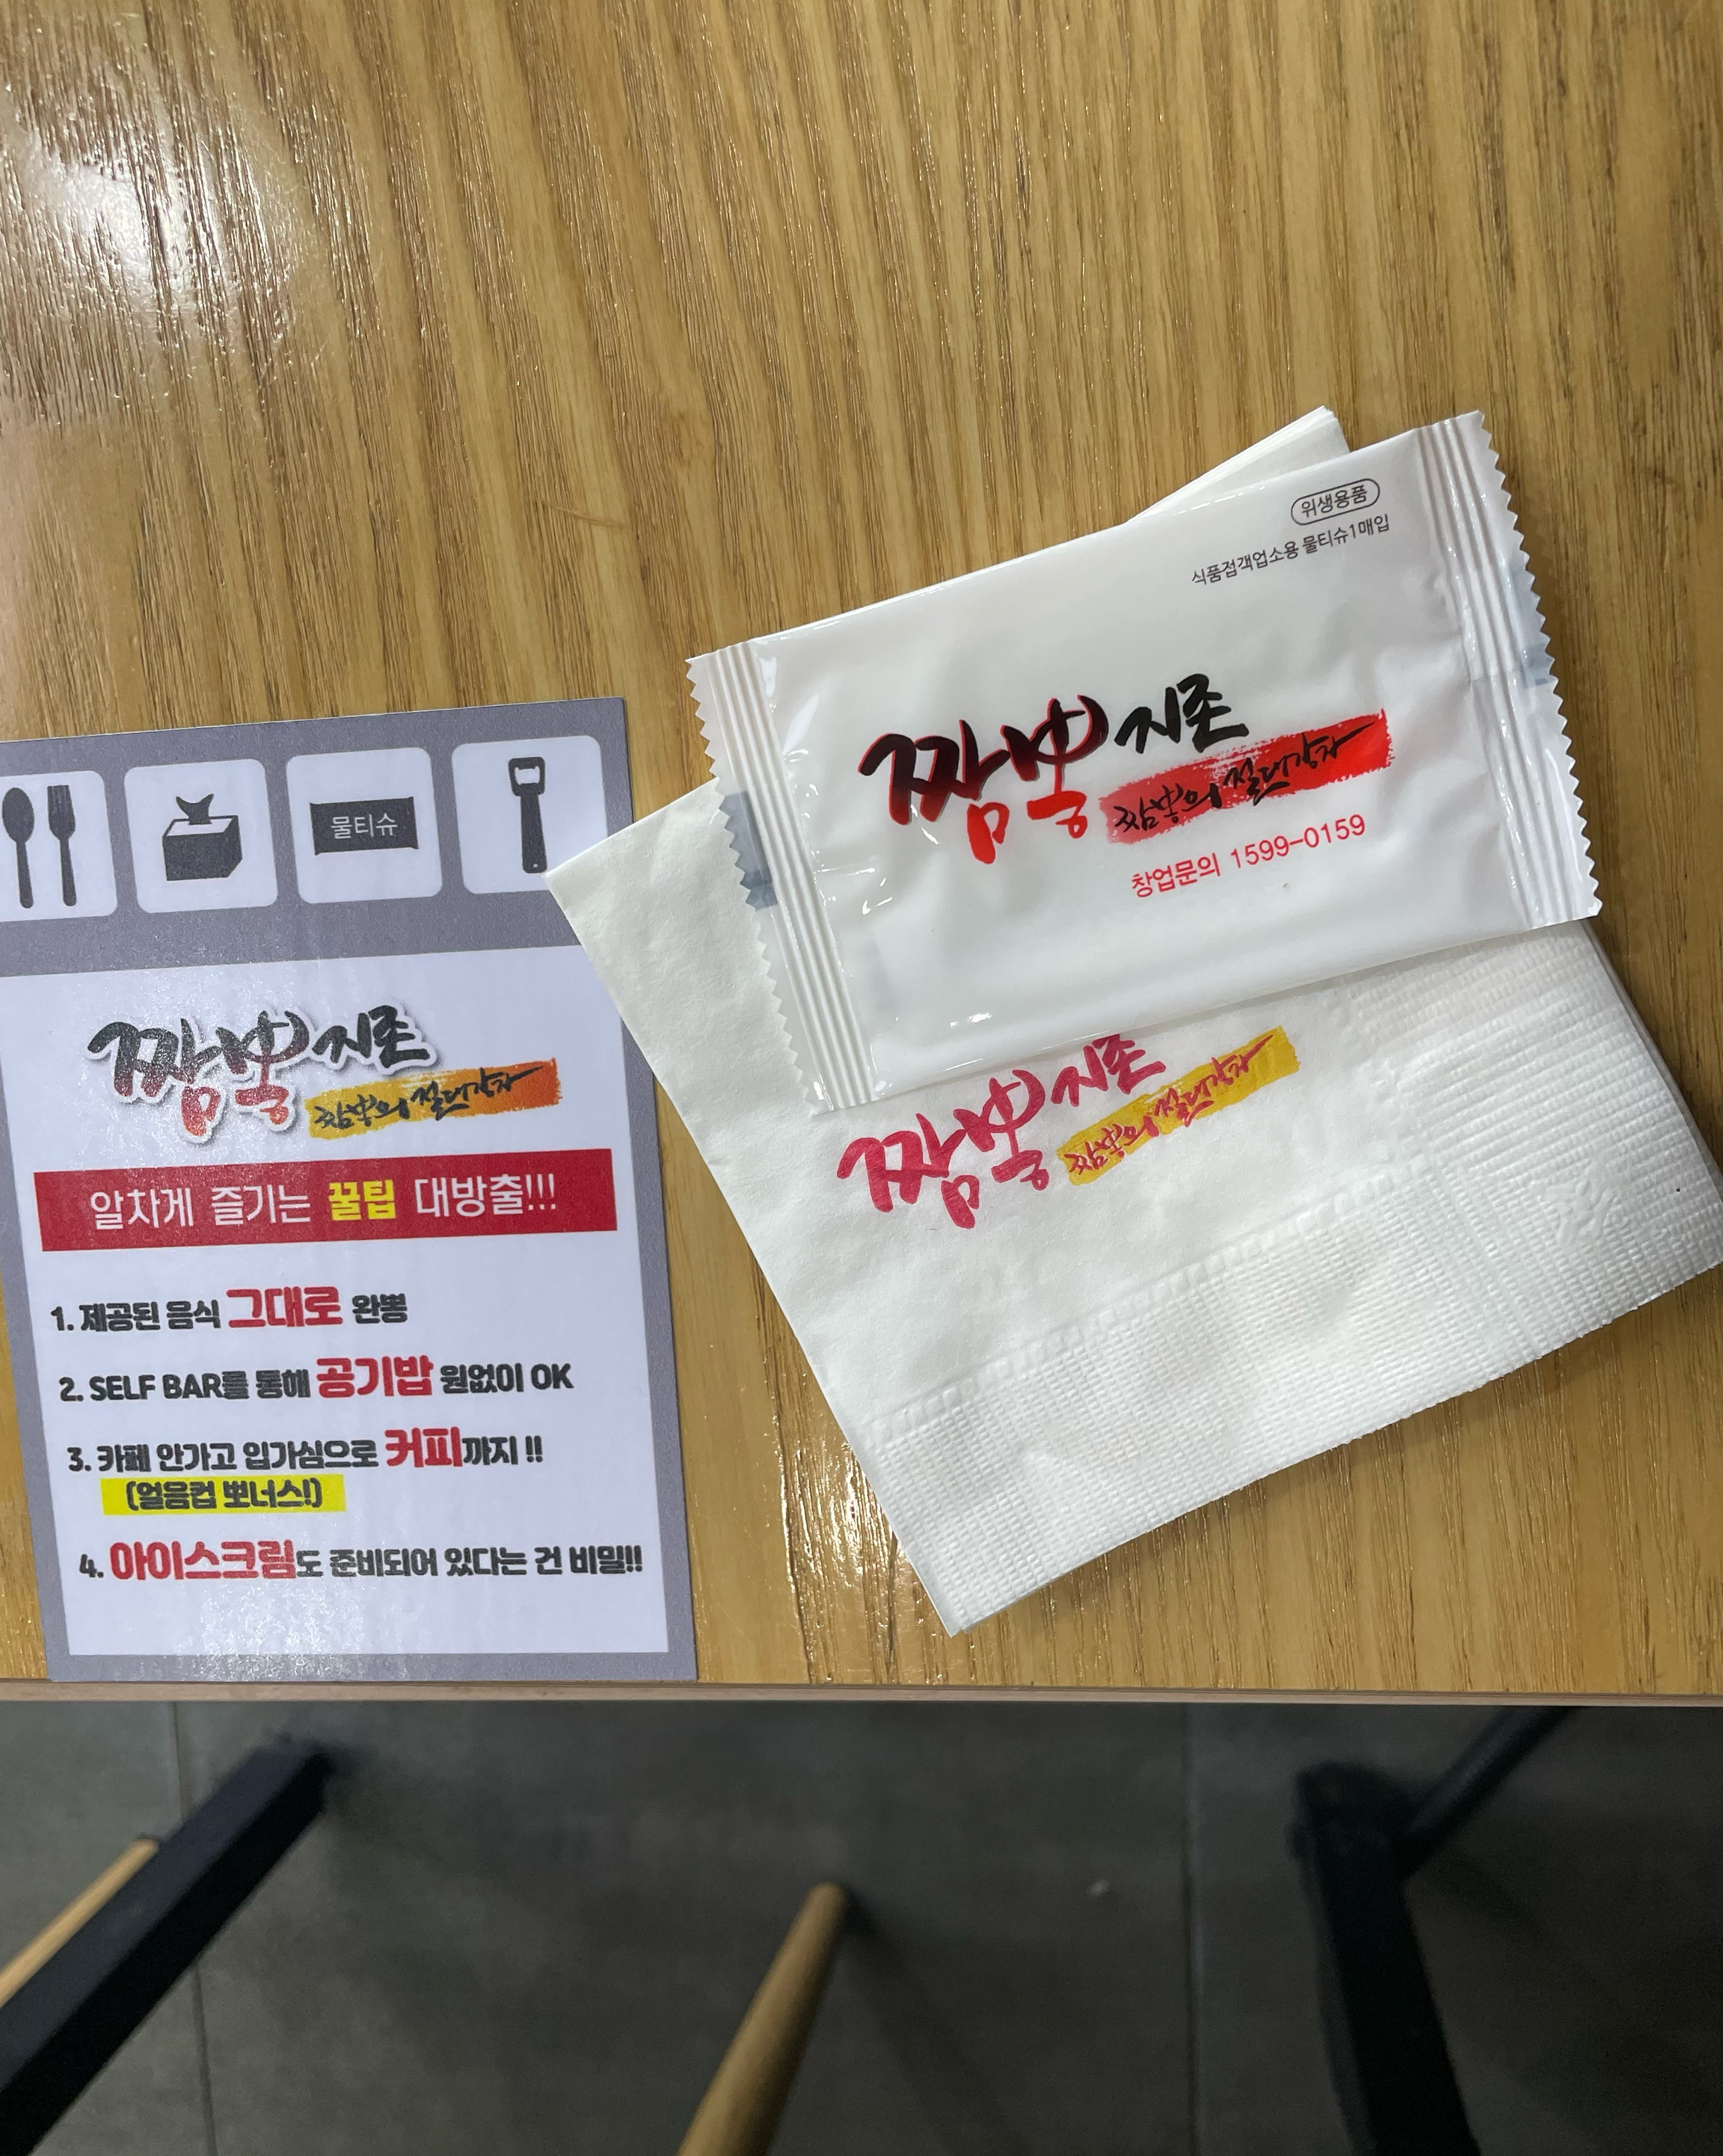 물티슈
짬뽕지존
짬뽕의 절대강자
알차게 즐기는 꿀팁 대방출!!!
1. 제공된 음식 그대로 완뽕
2. SELF BAR를 통해 공기밥 원없이 OK
3. 카페 안가고 입가심으로 커피까지 !!
(얼음컵 뽀너스!)
4. 아이스크림도 준비되어 있다는 건 비밀!!
위생용품
식품접객업소용 물티슈1매입
짬뽕지존
짬뽕의 절대강자
창업문의 1599-0159
짬뽕지존
짬뽕의 절대강자